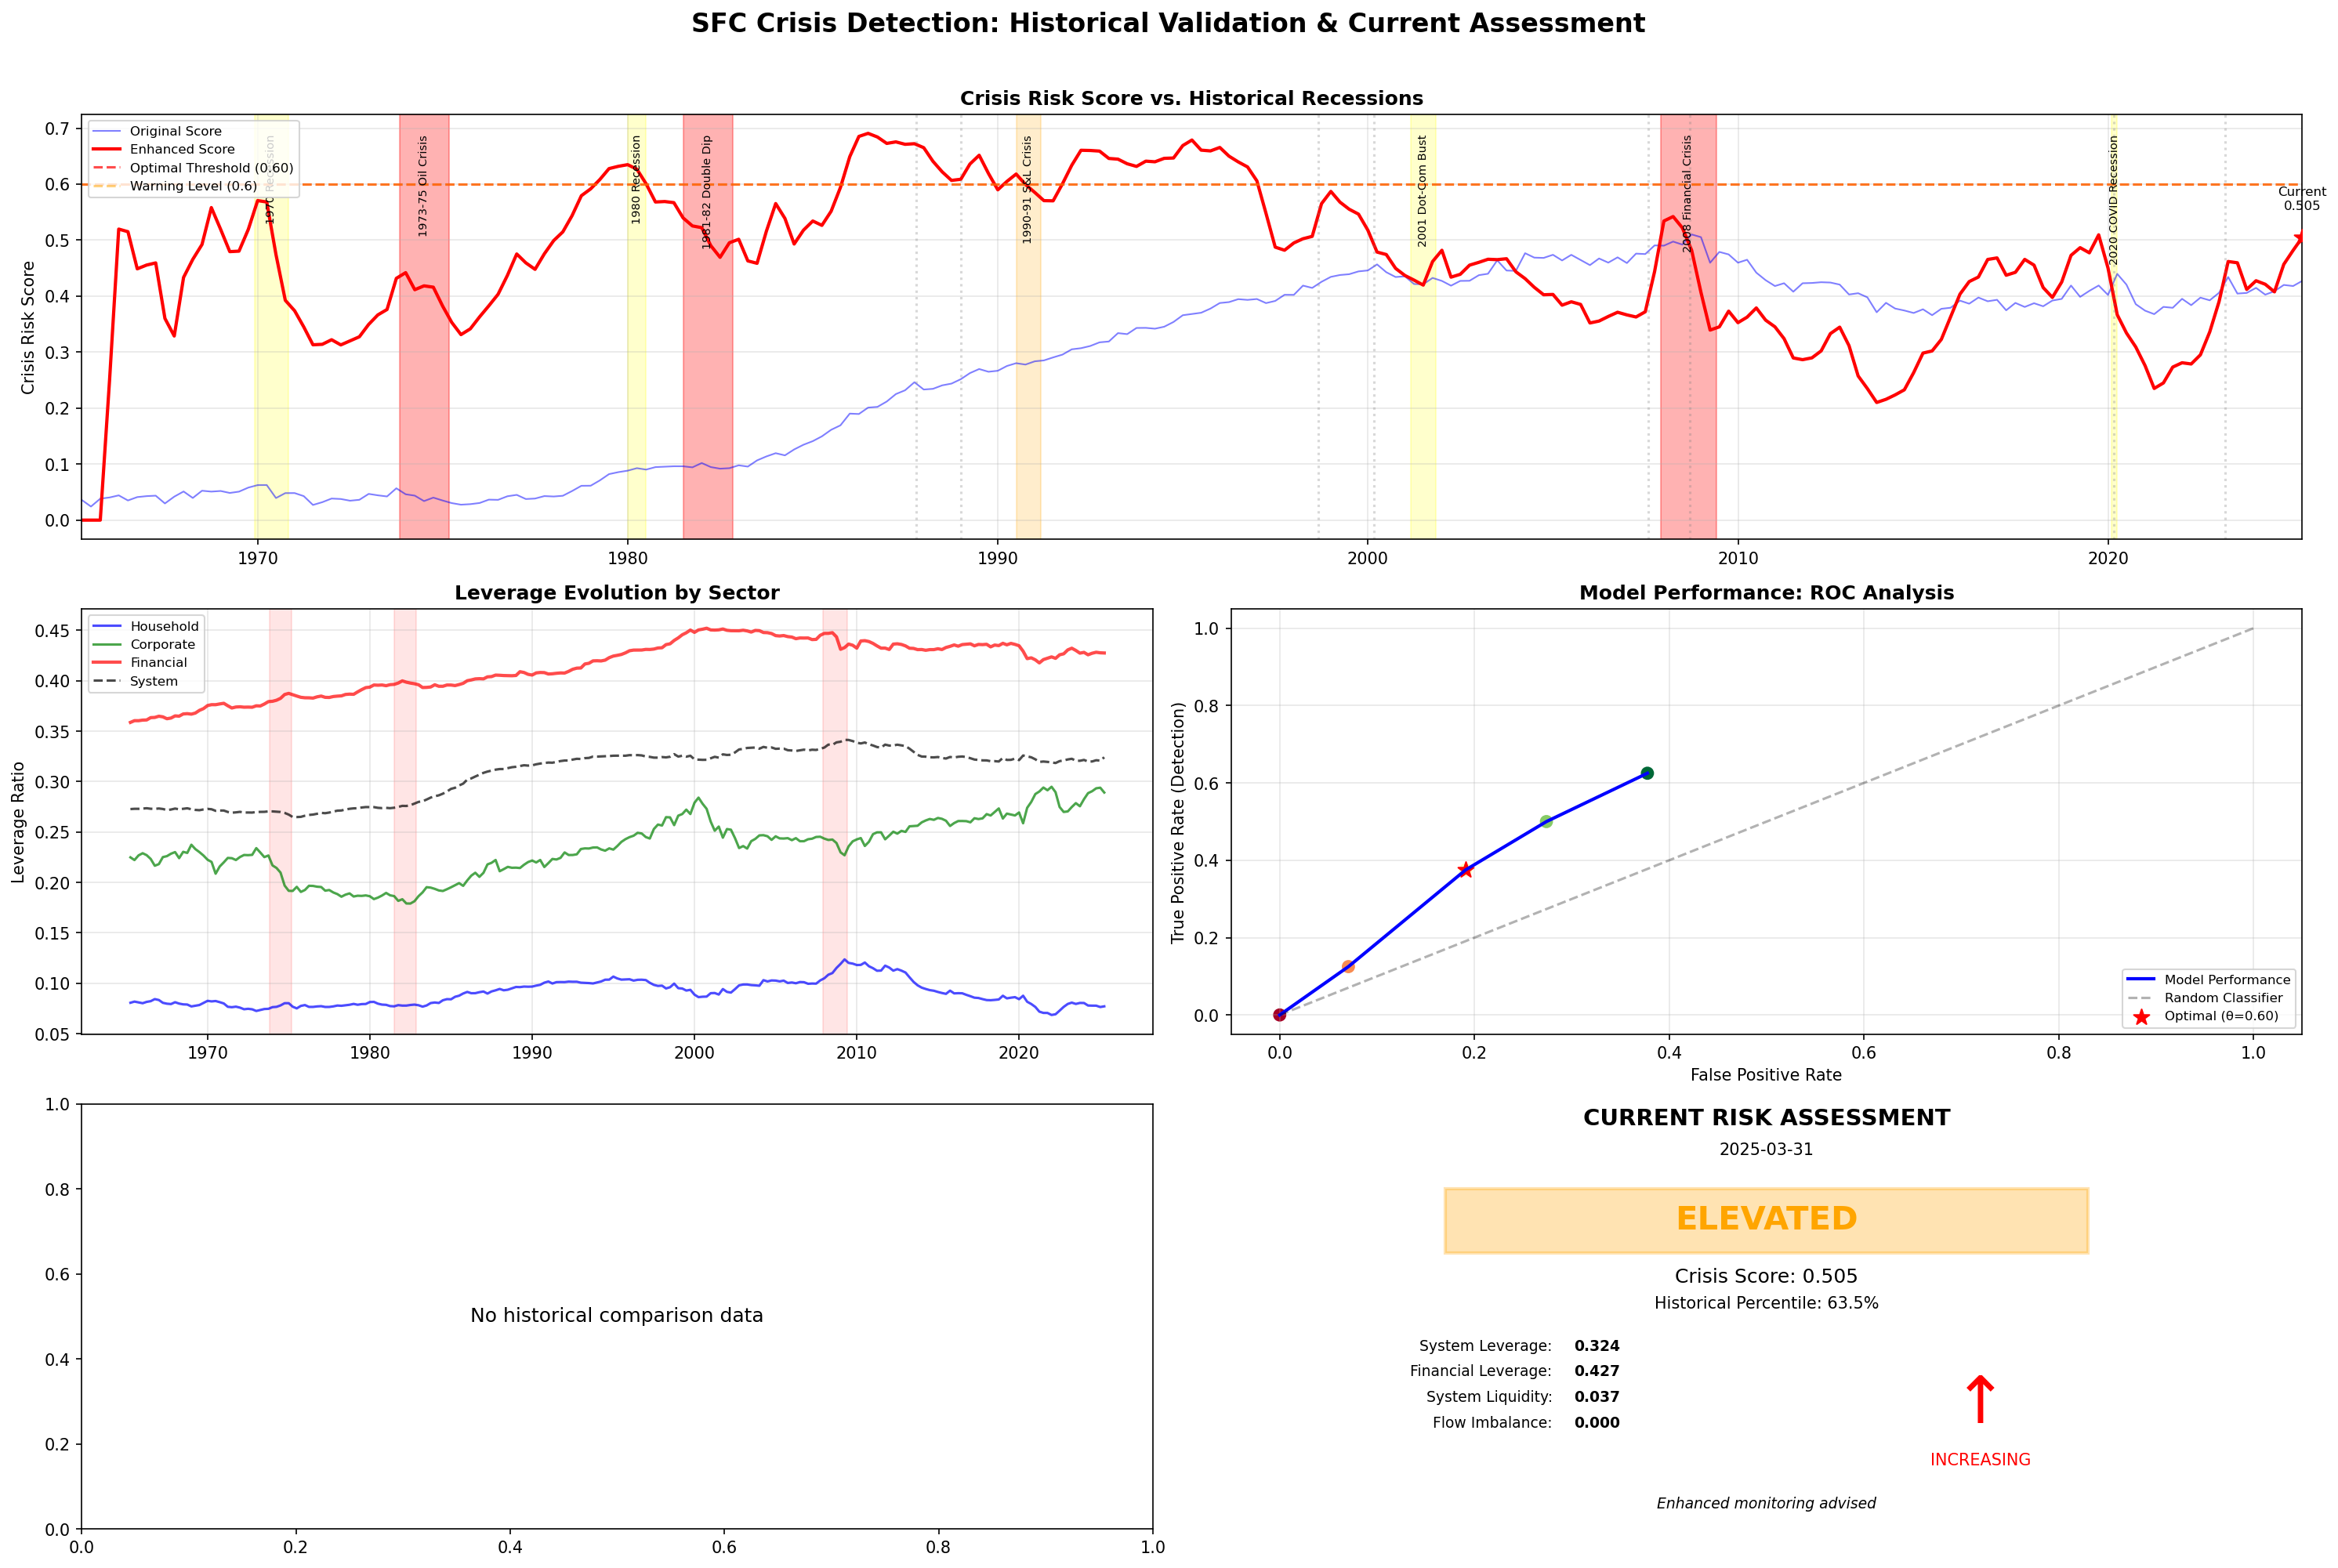 SFC Crisis Detection: Historical Validation & Current Assessment
Crisis Risk Score vs. Historical Recessions
Crisis Risk Score
0.7
0.6
0.5
0.4
0.3
0.2
0.1
0.0
Original Score
Enhanced Score
Optimal Threshold (0.60)
Warning Level (0.6)
1970 Recession
1973-75 Oil Crisis
1980 Recession
1981-82 Double Dip
1990-91 S&L Crisis
2001 Dot-Com Bust
2008 Financial Crisis
2020 COVID Recession
Current
0.505
1970
1980
1990
2000
2010
2020
Leverage Evolution by Sector
Leverage Ratio
0.45
0.40
0.35
0.30
0.25
0.20
0.15
0.10
0.05
Household
Corporate
Financial
System
1970
1980
1990
2000
2010
2020
Model Performance: ROC Analysis
True Positive Rate (Detection)
1.0
0.8
0.6
0.4
0.2
0.0
Model Performance
Random Classifier
Optimal (θ=0.60)
0.0
0.2
0.4
0.6
0.8
1.0
False Positive Rate
1.0
0.8
0.6
0.4
0.2
0.0
No historical comparison data
0.0
0.2
0.4
0.6
0.8
1.0
CURRENT RISK ASSESSMENT
2025-03-31
ELEVATED
Crisis Score: 0.505
Historical Percentile: 63.5%
System Leverage: 0.324
Financial Leverage: 0.427
System Liquidity: 0.037
Flow Imbalance: 0.000
↑
INCREASING
Enhanced monitoring advised